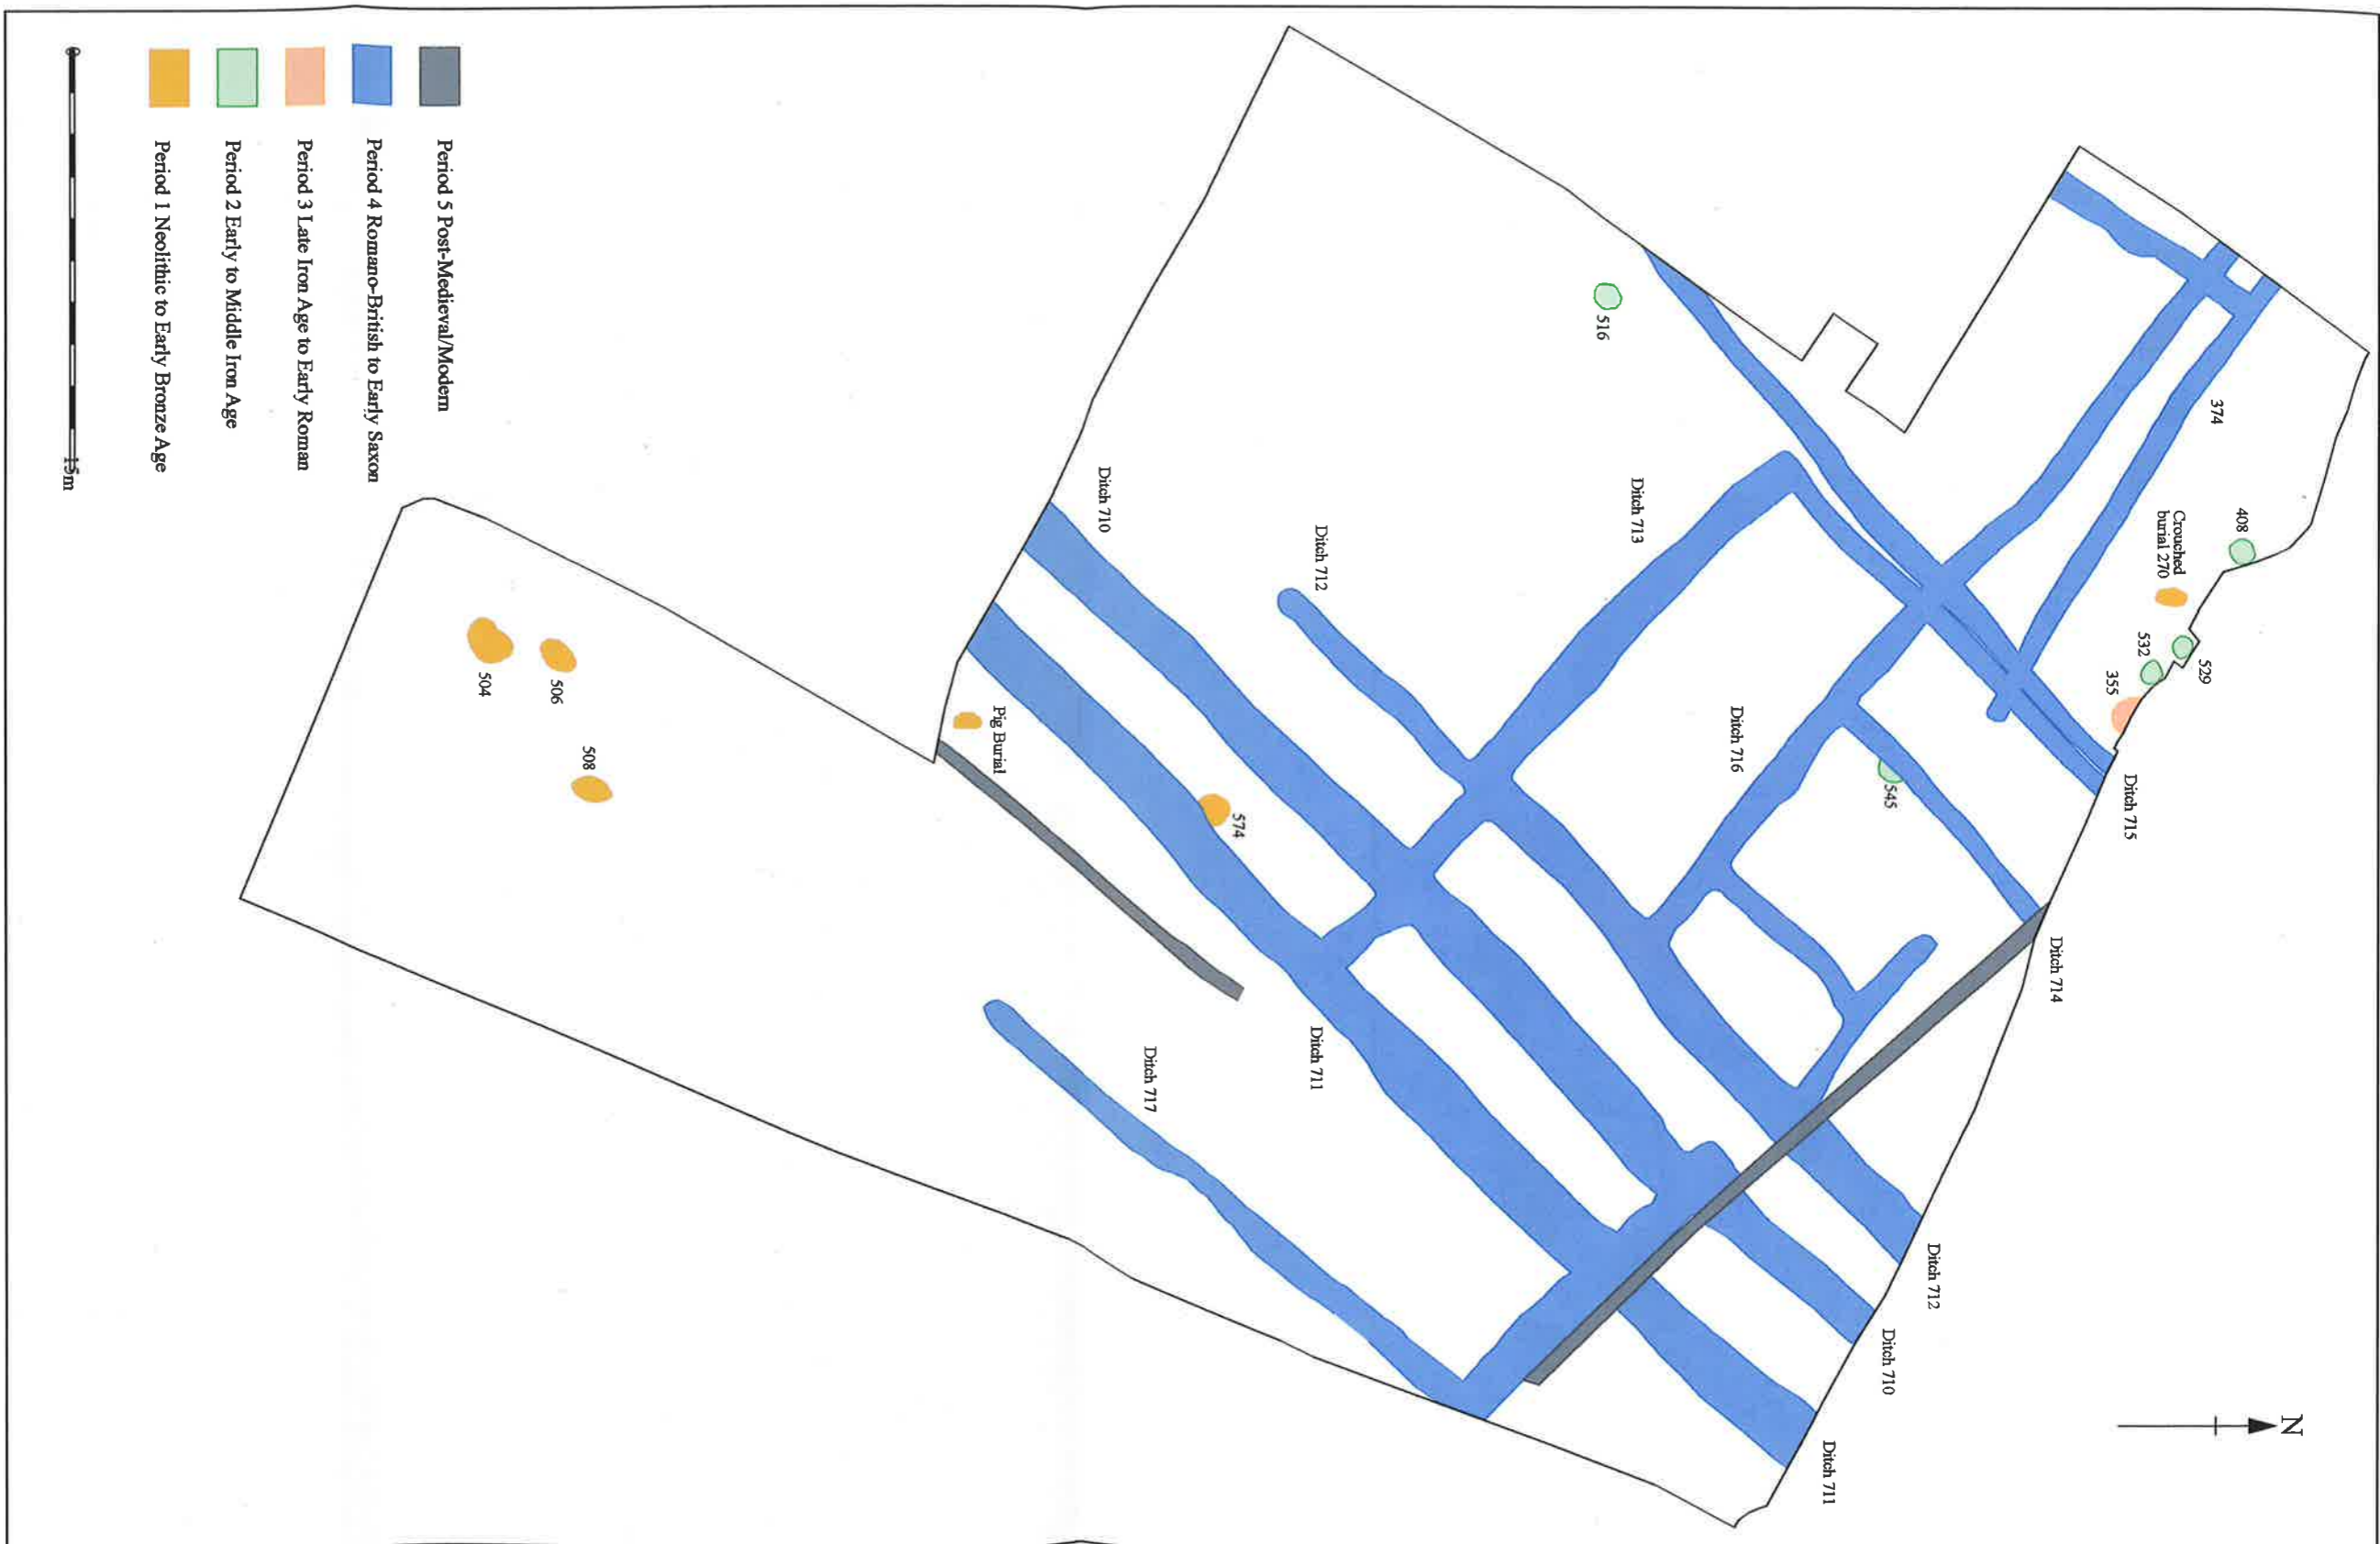 Period 5 Post-Medieval/Modern
Period 4 Romano-British to Early Saxon
Period 3 Late Iron Age to Early Roman
Period 2 Early to Middle Iron Age
Period 1 Neolithic to Early Bronze Age
0
15m
N
374
408
Crouched
burial 270
529
532
355
Ditch 715
516
Ditch 713
Ditch 716
545
Ditch 714
Ditch 712
Ditch 710
574
Pig Burial
504
506
508
Ditch 711
Ditch 717
Ditch 712
Ditch 710
Ditch 711